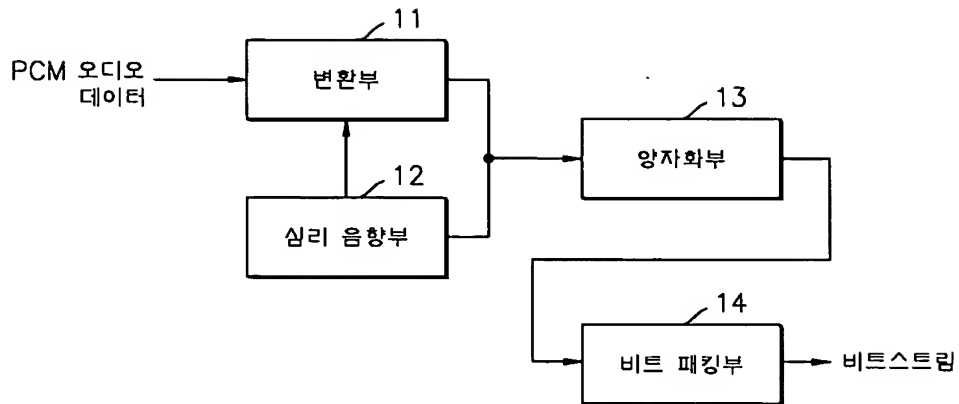 11
PCM 오디오
데이터
변환부
13
양자화부
12
심리 음향부
14
비트 패킹부
비트스트림